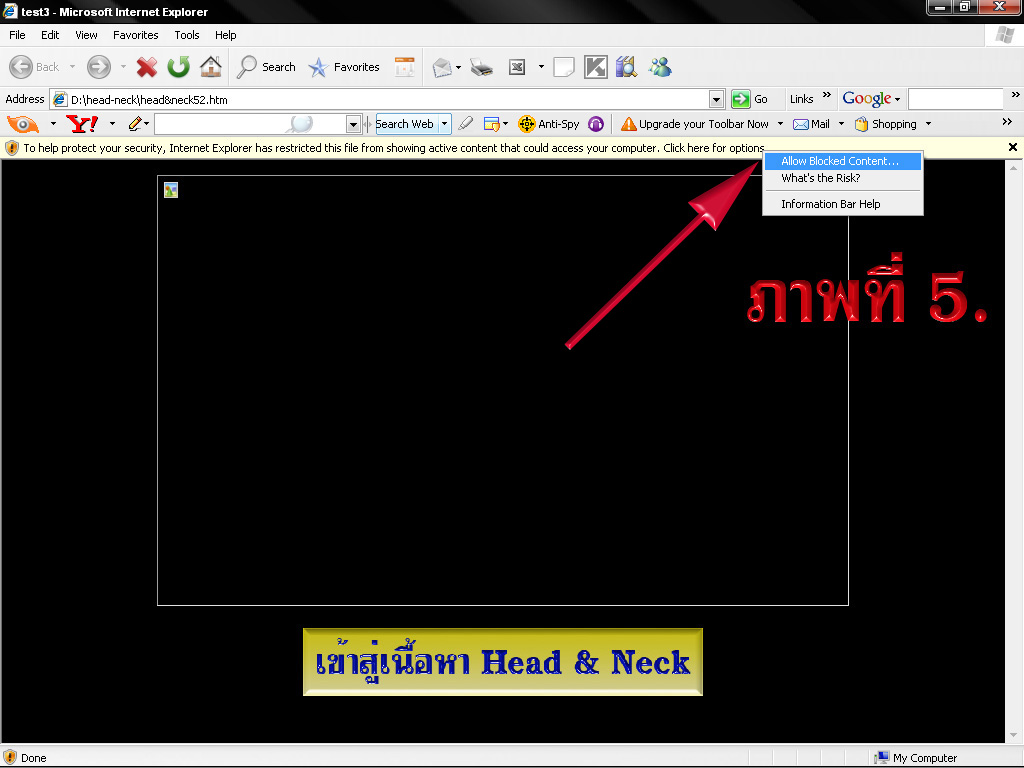 test3 - Microsoft Internet Explorer
File Edit View Favorites Tools Help
Back Search Favorites
Address D:\head-neck\head&neck52.htm Go Links » Google »
Y! Search Web Anti-Spy Upgrade your Toolbar Now Mail Shopping »
To help protect your security, Internet Explorer has restricted this file from showing active content that could access your computer. Click here for options...
Allow Blocked Content...
What's the Risk?
Information Bar Help
ภาพที่ 5.
เข้าสู่เนื้อหา Head & Neck
Done My Computer